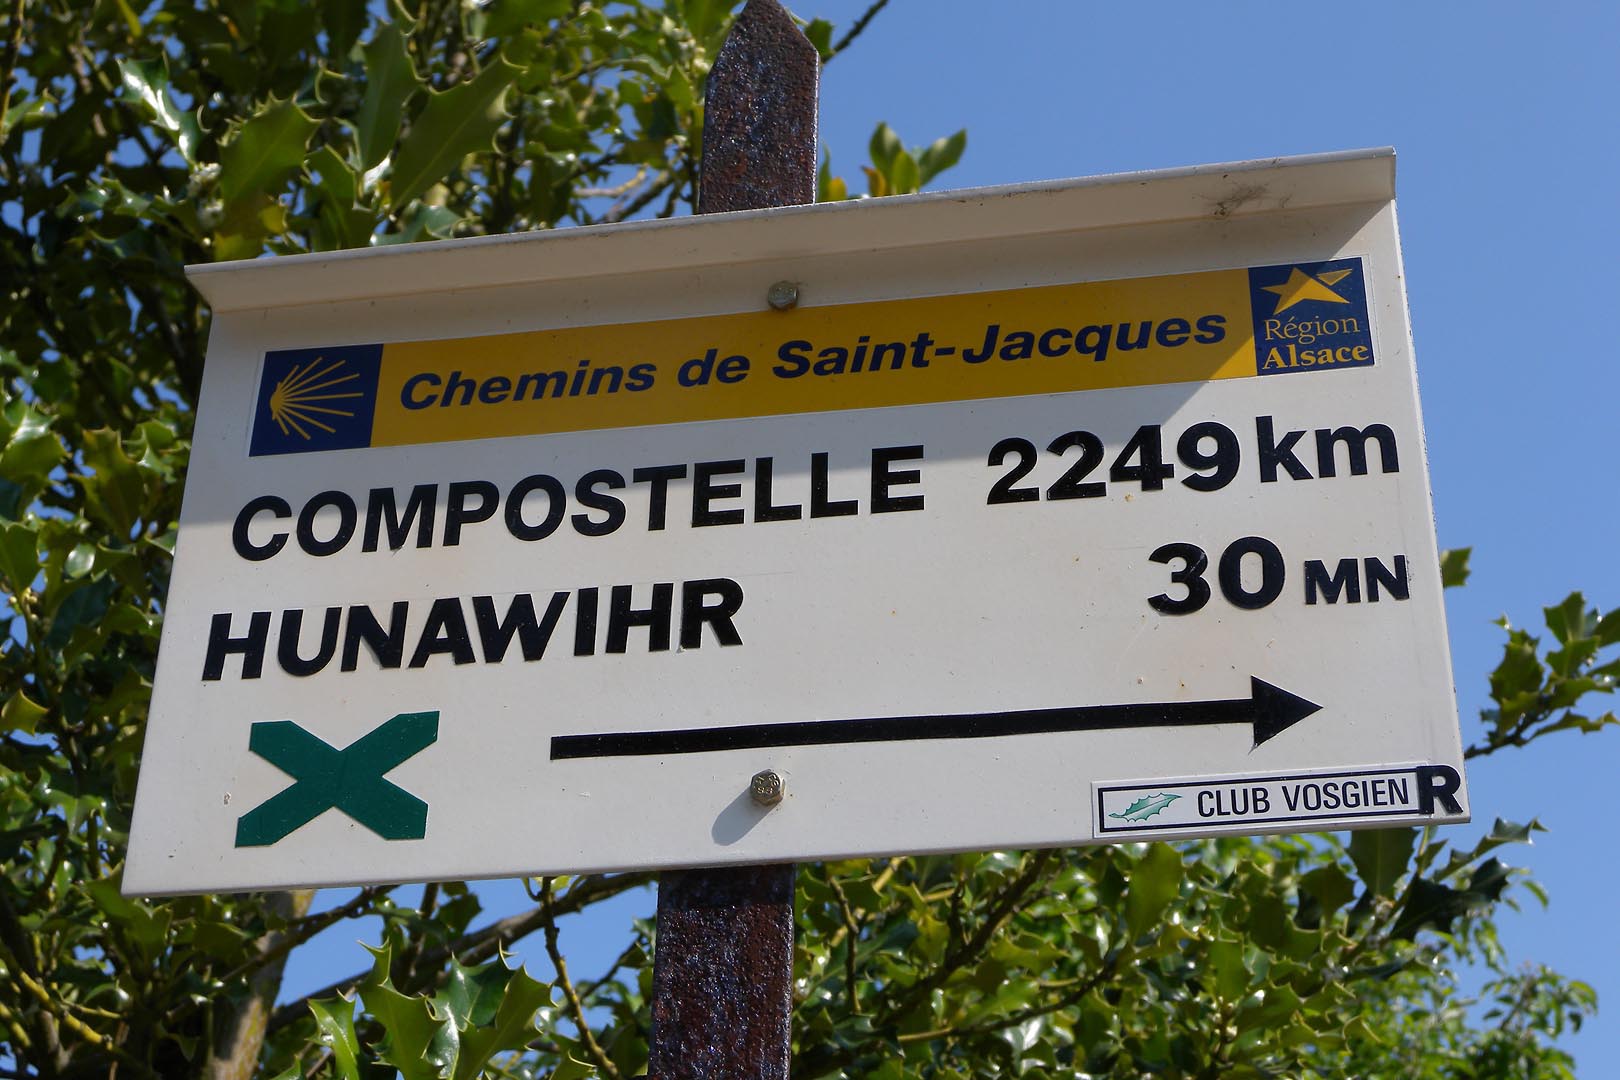 Chemins de Saint-Jacques
Région
Alsace
COMPOSTELLE 2249 km
HUNAWIHR 30 MN
CLUB VOSGIEN R